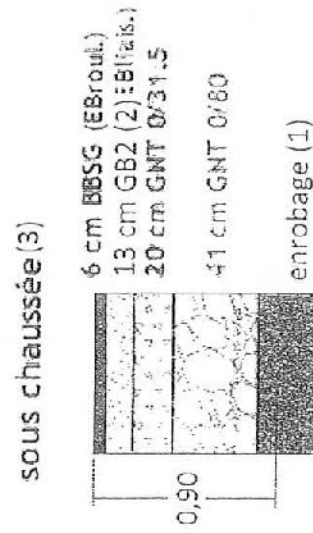 sous chaussée (3)
6 cm BBSG (EBroul.)
13 cm GB2 (2) EB(liais.)
20 cm GNT 0/31.5
41 cm GNT 0/80
0,90
enrobage (1)